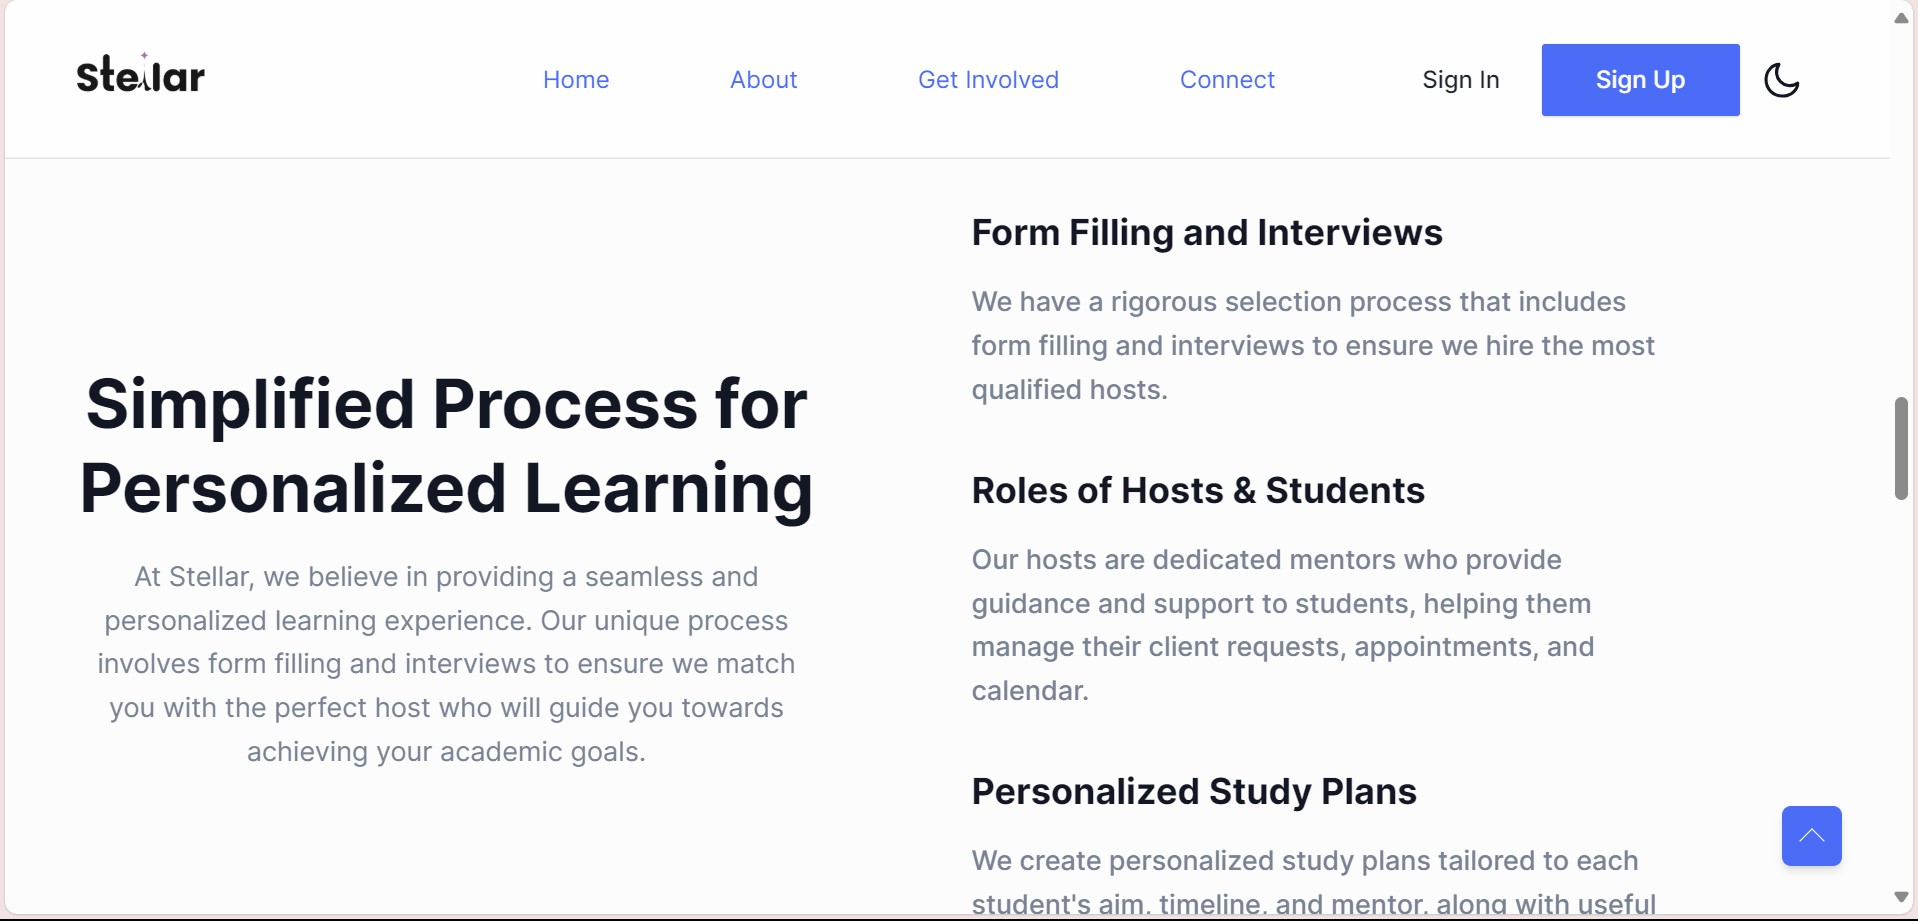 Stellar
Home
About
Get Involved
Connect
Sign In
Sign Up
Simplified Process for
Personalized Learning
At Stellar, we believe in providing a seamless and
personalized learning experience. Our unique process
involves form filling and interviews to ensure we match
you with the perfect host who will guide you towards
achieving your academic goals.
Form Filling and Interviews
We have a rigorous selection process that includes
form filling and interviews to ensure we hire the most
qualified hosts.
Roles of Hosts & Students
Our hosts are dedicated mentors who provide
guidance and support to students, helping them
manage their client requests, appointments, and
calendar.
Personalized Study Plans
We create personalized study plans tailored to each
student's aim, timeline, and mentor, along with useful